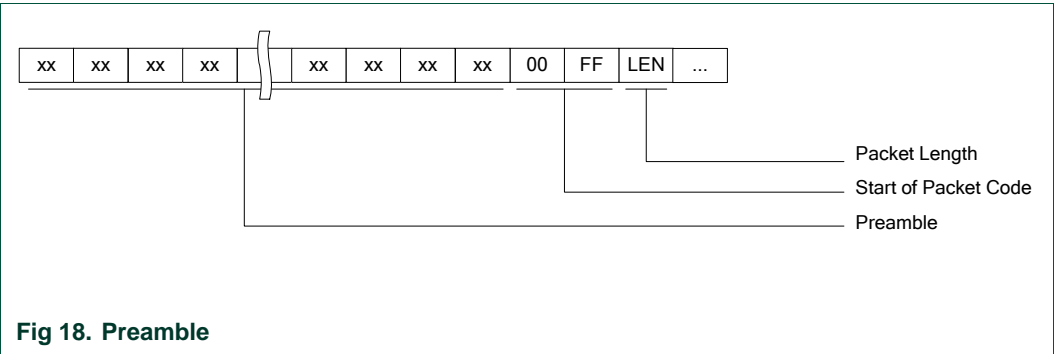 xx xx xx xx xx xx xx xx 00 FF LEN ...
Packet Length
Start of Packet Code
Preamble
Fig 18. Preamble